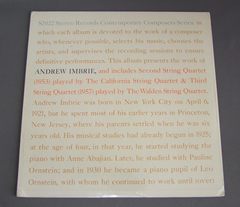 S2022 Stereo Records Contemporary Composers Series in
which each album is devoted to the work of a composer
who, whenever possible, selects his music, chooses the
artists, and supervises the recording sessions to ensure
definitive performances. This album presents the work of
ANDREW IMBRIE, and includes Second String Quartet
(1953) played by The California String Quartet & Third
String Quartet (1957) played by The Walden String Quartet.
Andrew Imbrie was born in New York City on April 6,
1921, but he spent most of his earlier years in Princeton,
New Jersey, where his parents settled when he was six
years old. His musical studies had already begun in 1925;
at the age of four, in that year, he started studying the
piano with Anne Abajian. Later, he studied with Pauline
Ornstein; and in 1930 he became a piano pupil of Leo
Ornstein, with whom he continued to work until (over)